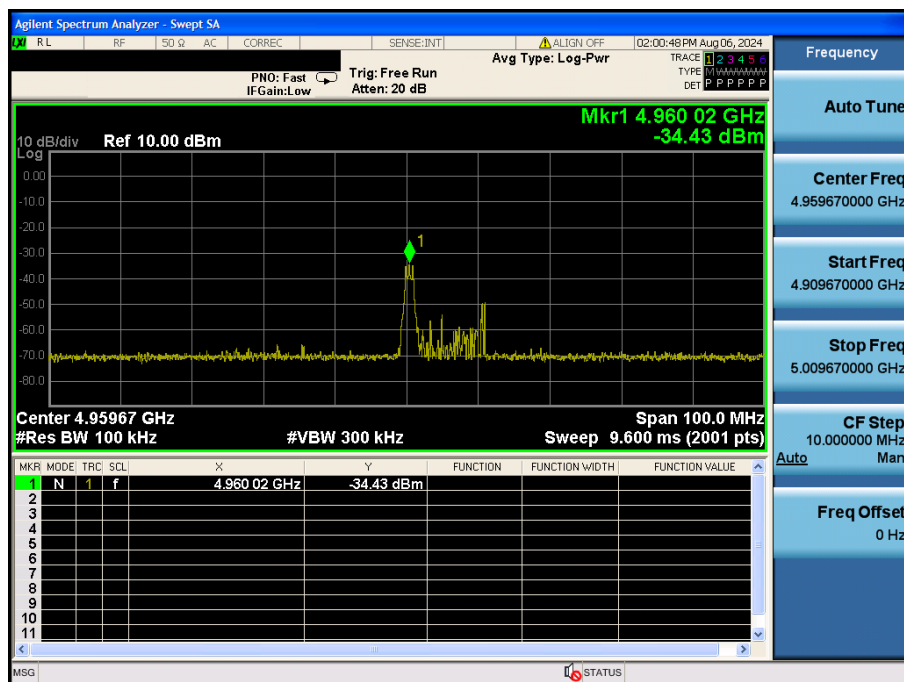 Agilent Spectrum Analyzer - Swept SA
LXI RL RF 50 Ω AC CORREC SENSE:INT ALIGN OFF 02:00:48 PM Aug 06, 2024
Frequency
PNO: Fast
IFGain:Low
Trig: Free Run
Atten: 20 dB
Avg Type: Log-Pwr
TRACE 1 2 3 4 5 6
TYPE M WWWWW
DET P P P P P P
Auto Tune
Mkr1 4.960 02 GHz
-34.43 dBm
10 dB/div
Log
Ref 10.00 dBm
0.00
-10.0
-20.0
-30.0
-40.0
-50.0
-60.0
-70.0
-80.0
1
Center Freq
4.959670000 GHz
Start Freq
4.909670000 GHz
Stop Freq
5.009670000 GHz
Center 4.95967 GHz Span 100.0 MHz
#Res BW 100 kHz #VBW 300 kHz Sweep 9.600 ms (2001 pts)
CF Step
10.000000 MHz
Auto Man
Freq Offset
0 Hz
MKR MODE TRC SCL X Y FUNCTION FUNCTION WIDTH FUNCTION VALUE
1 N 1 f 4.960 02 GHz -34.43 dBm
2
3
4
5
6
7
8
9
10
11
MSG STATUS